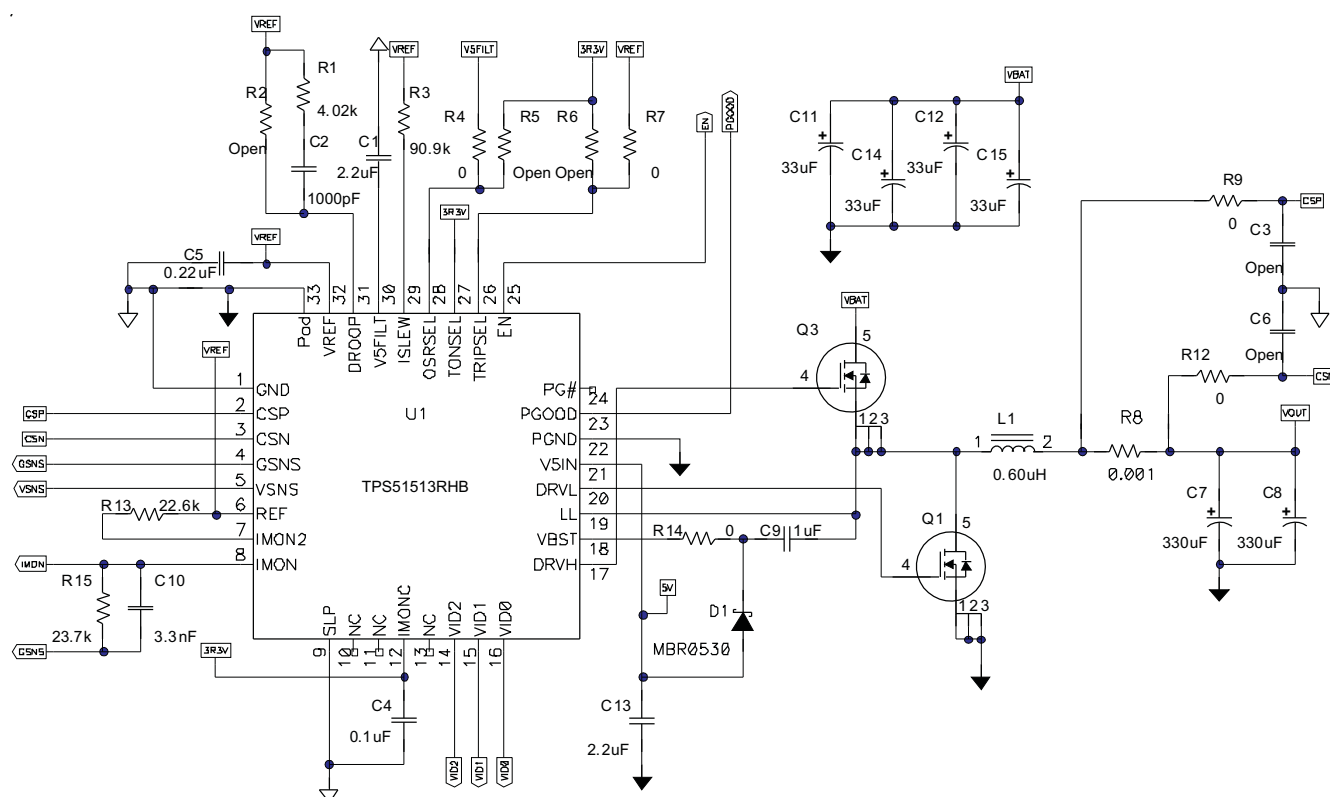 VREF
R1
4.02k
R2
Open
C2
1000pF
C1
2.2uF
VREF
R3
90.9k
V5FILT
R4
0
R5
Open
3R3V
R6
Open
VREF
R7
0
3R3V
EN
PGOOD
VBAT
C11
33uF
C14
33uF
C12
33uF
C15
33uF
R9
0
CSP
C3
Open
C6
Open
R12
0
VREF
C5
0.22uF
33
32
31
30
29
28
27
26
25
Pad
VREF
DROOP
V5FILT
ISLEW
OSRSEL
TONSEL
TRIPSEL
EN
VREF
1
GND
CSP
2
CSP
CSN
3
CSN
GSNS
4
GSNS
VSNS
5
VSNS
R13
22.6k
6
REF
7
IMON2
IMON
8
IMON
R15
23.7k
C10
3.3nF
GSNS
U1
TPS51513RHB
PG#
24
PGOOD
23
PGND
22
V5IN
21
DRVL
20
LL
19
VBST
18
DRVH
17
SLP
NC
NC
IMONC
NC
VID2
VID1
VID0
9
10
11
12
13
14
15
16
3R3V
C4
0.1uF
VID2
VID1
VID0
VBAT
Q3
5
4
123
L1
1
2
0.60uH
R8
0.001
VOUT
C7
330uF
C8
330uF
Q1
5
4
123
R14
0
C9
1uF
5V
D1
MBR0530
C13
2.2uF